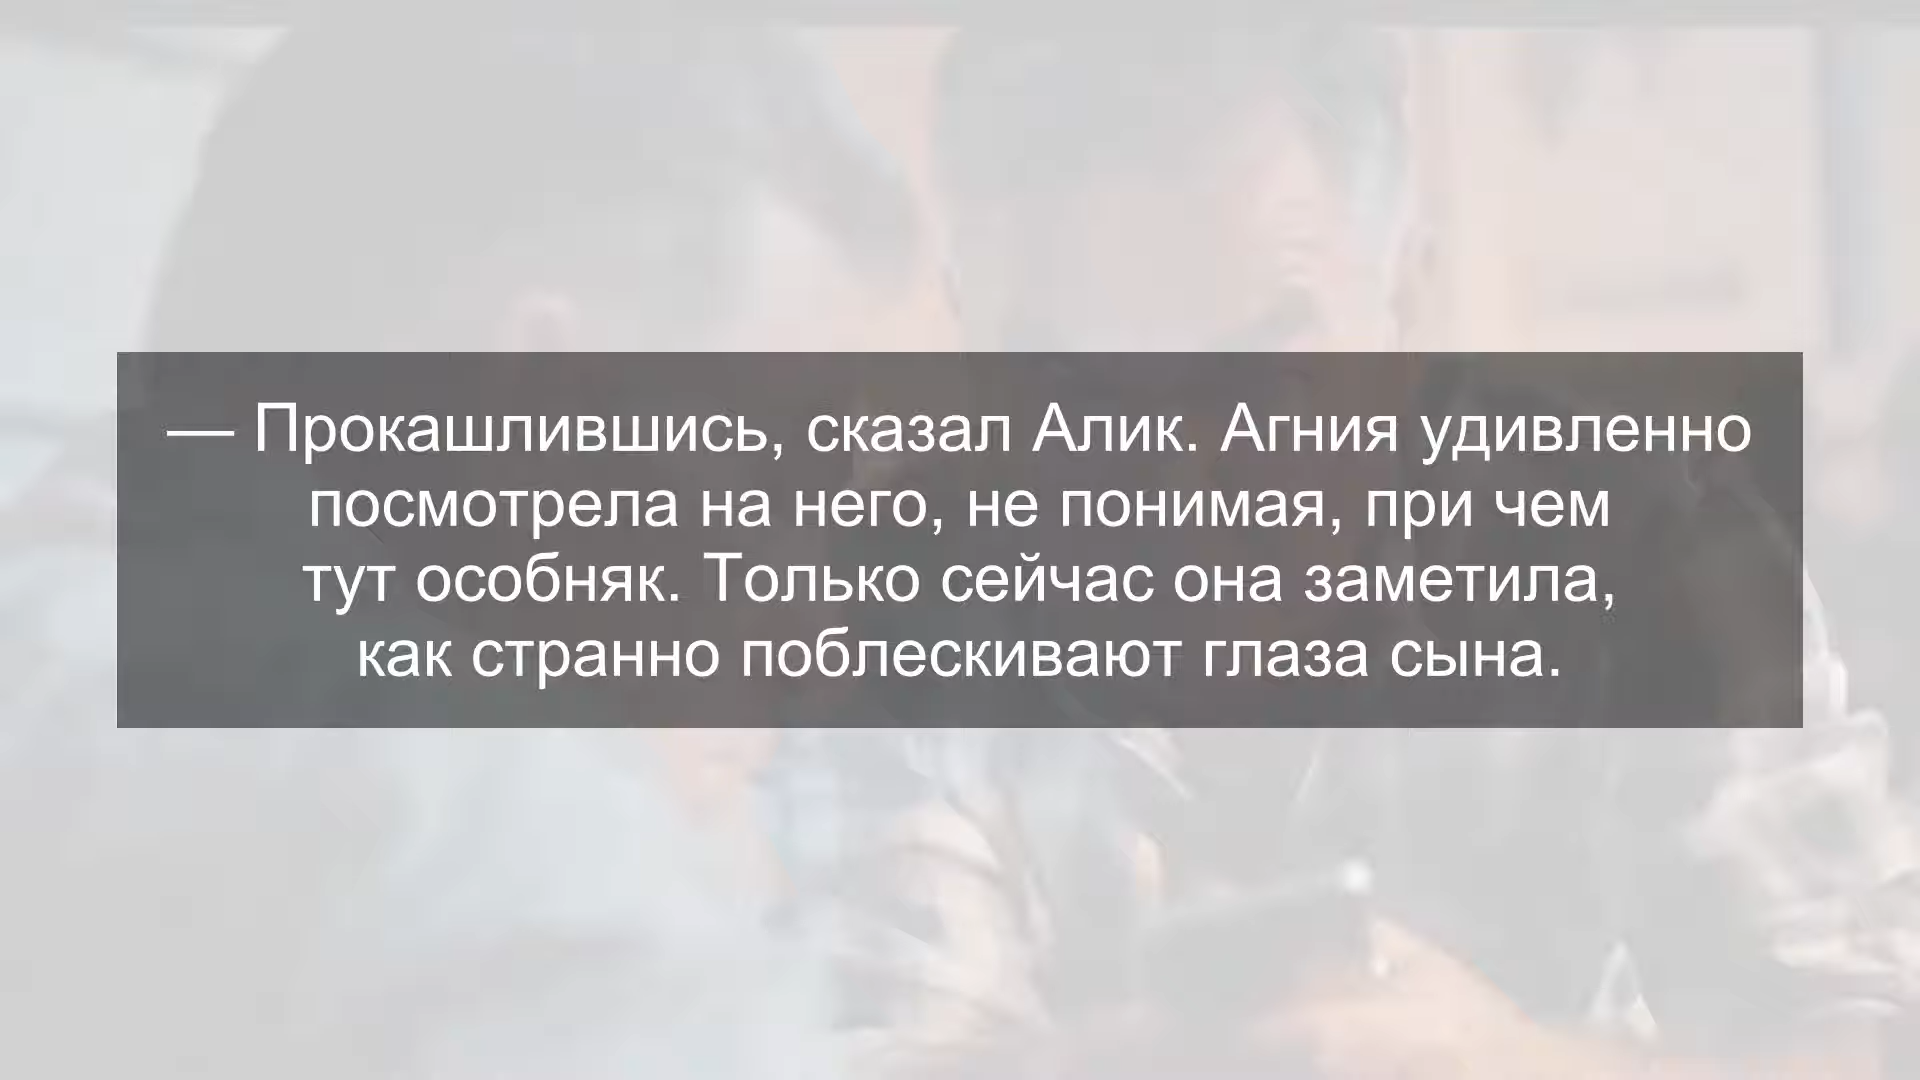 — Прокашлившись, сказал Алик. Агния удивленно
посмотрела на него, не понимая, при чем
тут особняк. Только сейчас она заметила,
как странно поблескивают глаза сына.